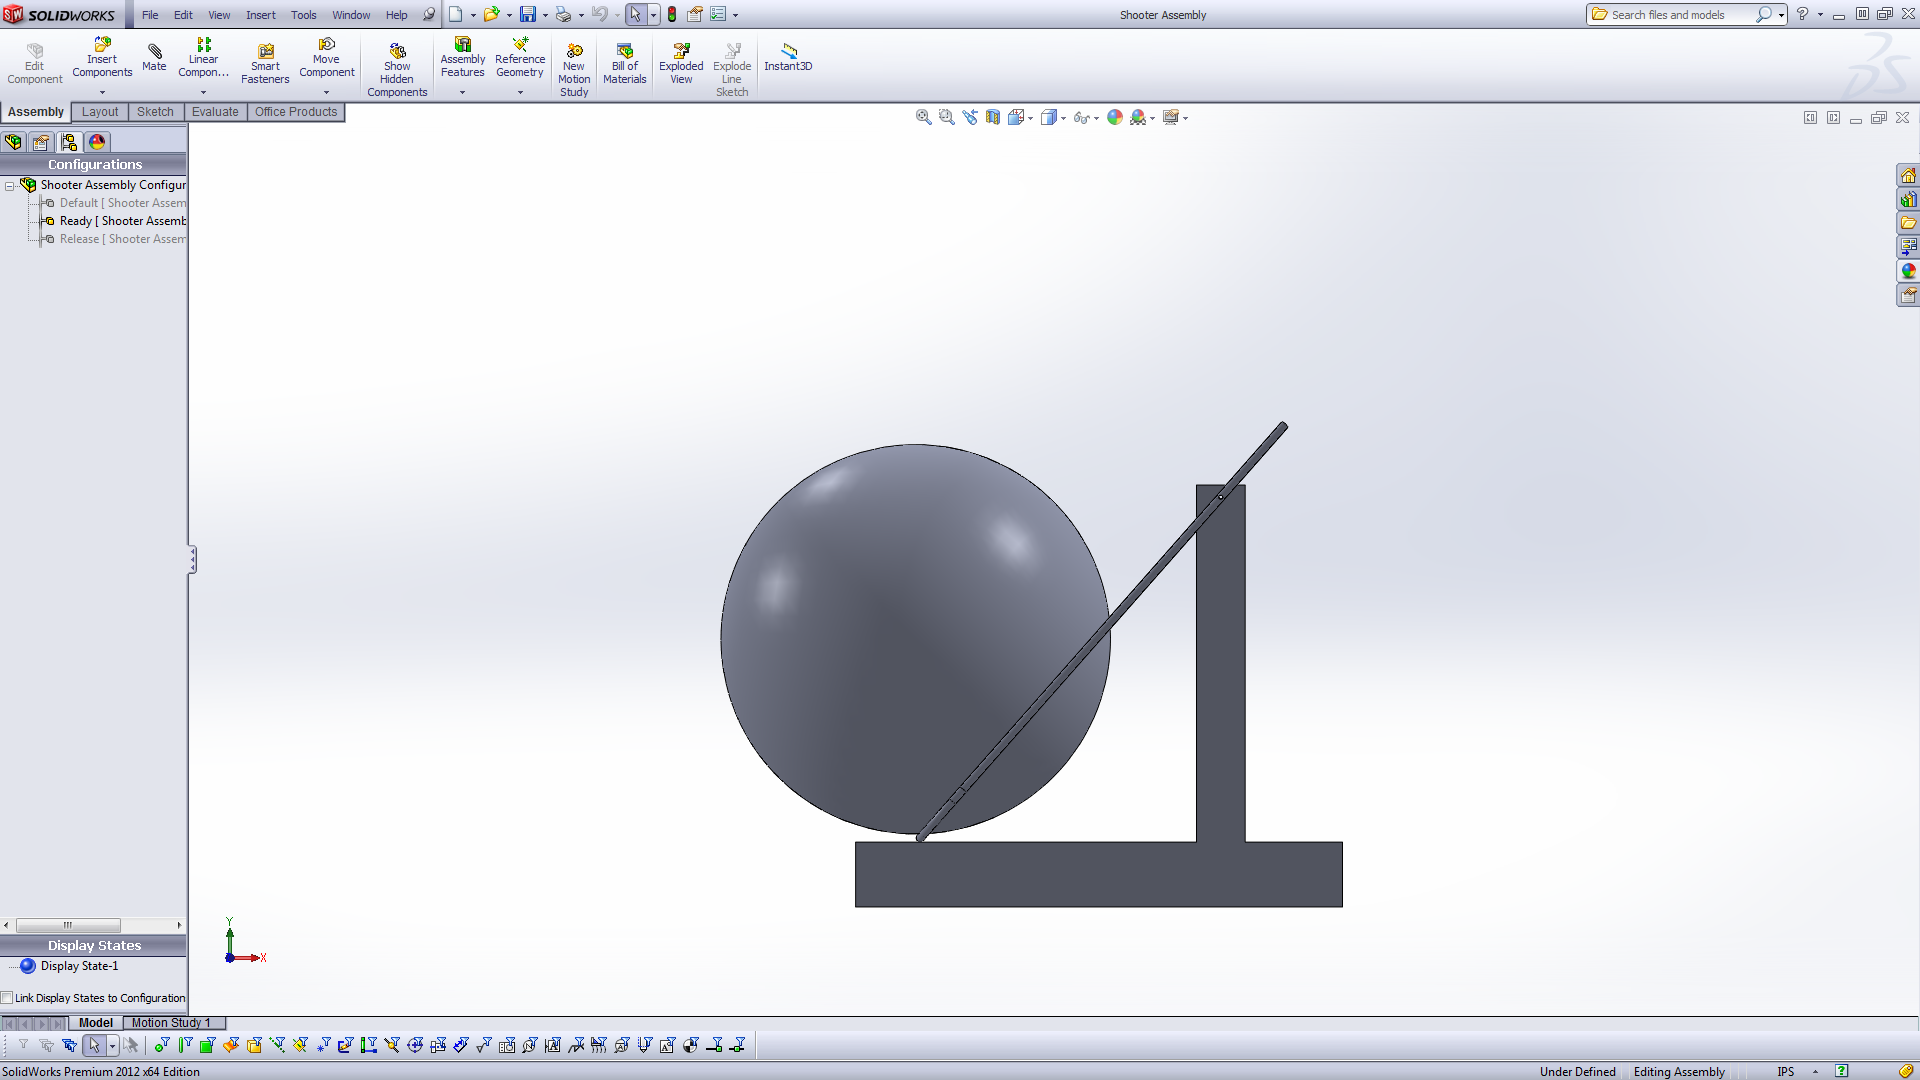 SOLIDWORKS File Edit View Insert Tools Window Help Shooter Assembly Search files and models
Edit Component
Insert Components
Mate
Linear Compon...
Smart Fasteners
Move Component
Show Hidden Components
Assembly Features
Reference Geometry
New Motion Study
Bill of Materials
Exploded View
Explode Line Sketch
Instant3D
Assembly Layout Sketch Evaluate Office Products
Configurations
Shooter Assembly Configur
Default [ Shooter Assem
Ready [ Shooter Assemb
Release [ Shooter Assem
Y
X
Display States
Display State-1
Link Display States to Configuration
Model Motion Study 1
SolidWorks Premium 2012 x64 Edition Under Defined Editing Assembly IPS